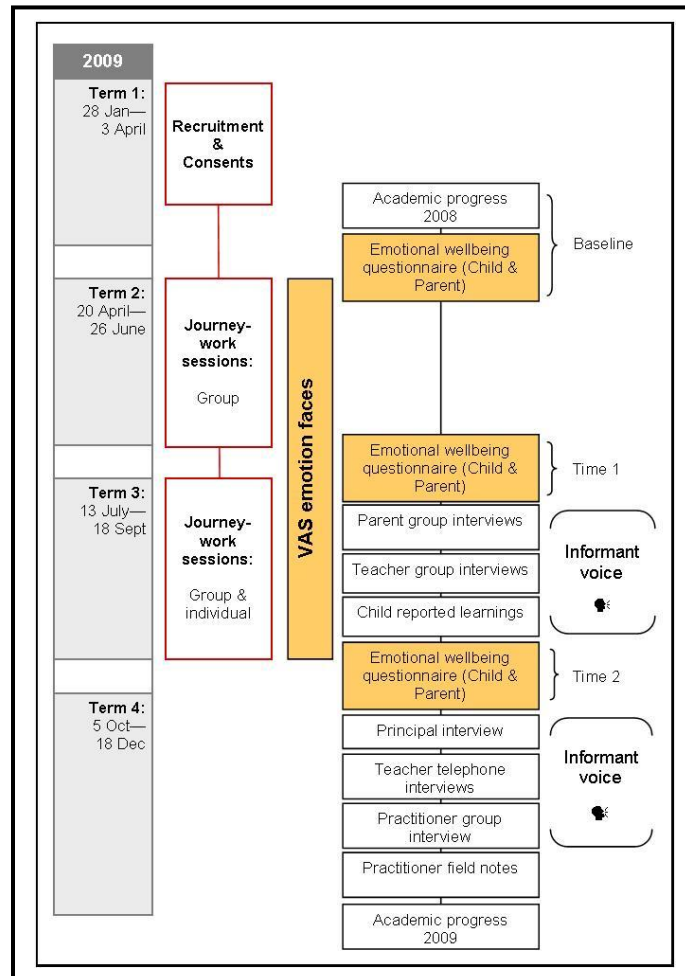 2009
Term 1:
28 Jan—
3 April
Term 2:
20 April—
26 June
Term 3:
13 July—
18 Sept
Term 4:
5 Oct—
18 Dec
Recruitment
&
Consents
Journey-
work
sessions:
Group
Journey-
work
sessions:
Group &
individual
VAS emotion faces
Academic progress
2008
Emotional wellbeing
questionnaire (Child &
Parent)
Baseline
Emotional wellbeing
questionnaire (Child &
Parent)
Time 1
Parent group interviews
Teacher group interviews
Child reported learnings
Informant
voice
Emotional wellbeing
questionnaire (Child &
Parent)
Time 2
Principal interview
Teacher telephone
interviews
Practitioner group
interview
Practitioner field notes
Informant
voice
Academic progress
2009